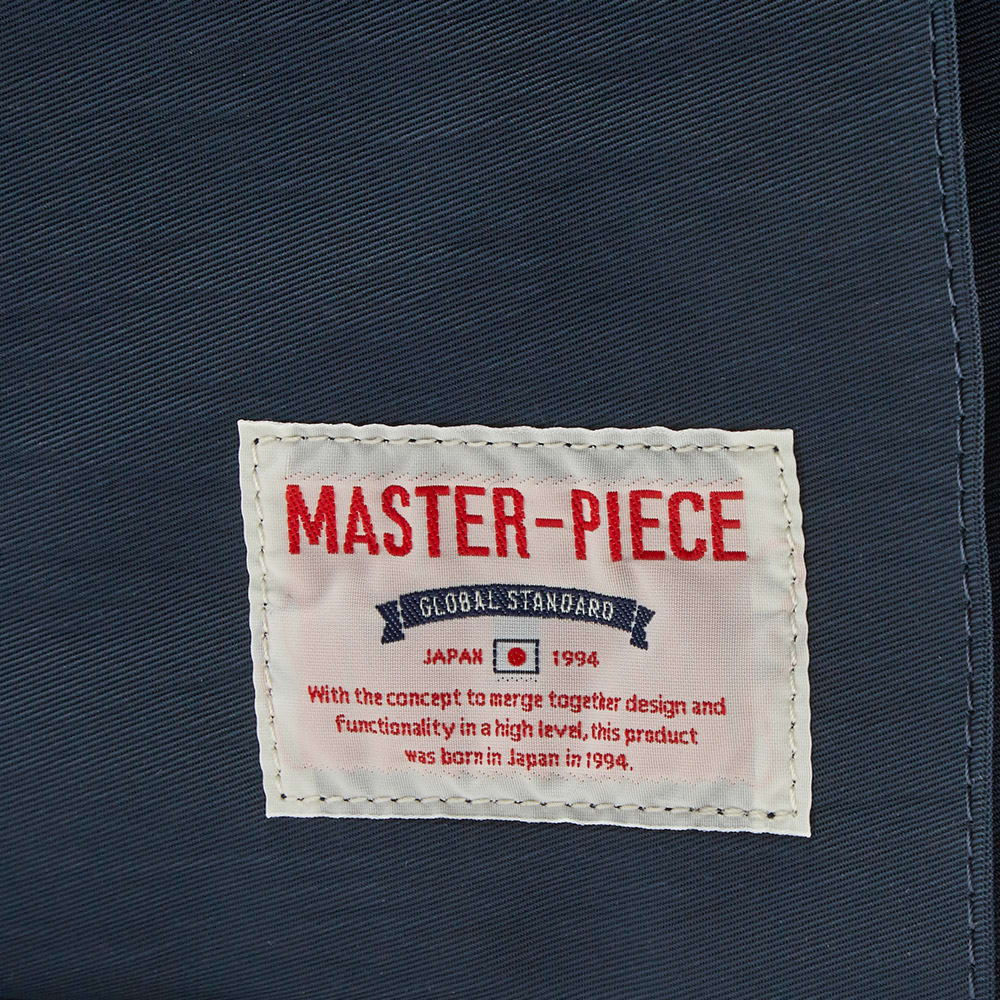 MASTER-PIECE
GLOBAL STANDARD
JAPAN 1994
With the concept to merge together design and
functionality in a high level, this product
was born in Japan in 1994.